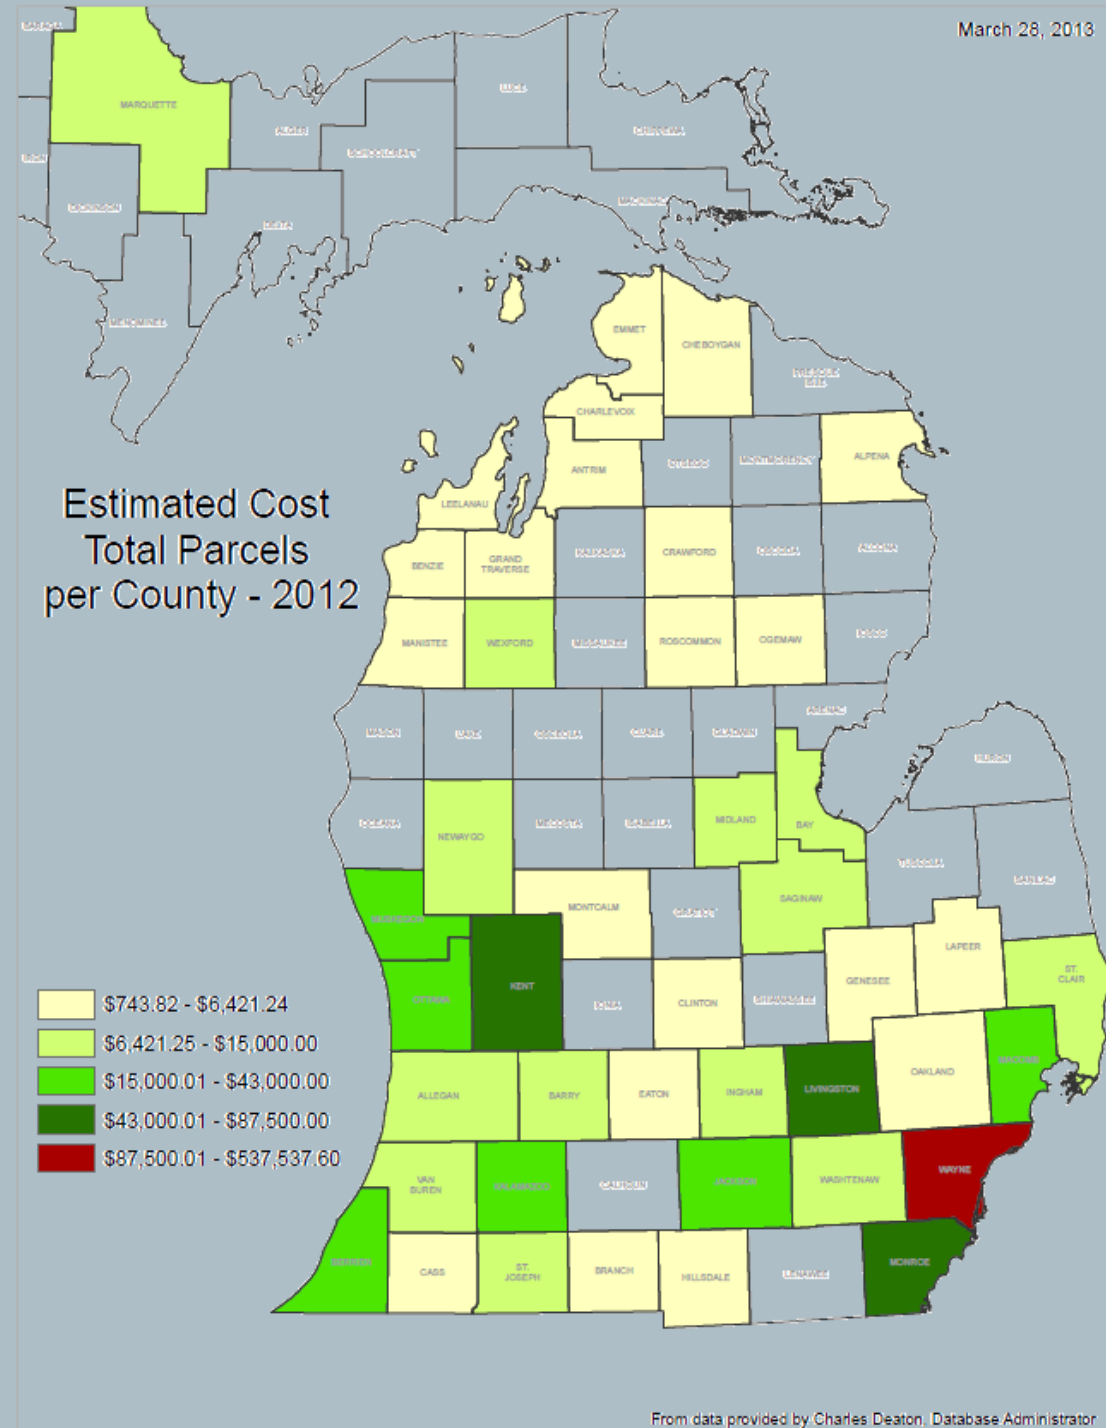 March 28, 2013
BARAGA
MARQUETTE
LUCE
ALGER
CHIPPEWA
SCHOOLCRAFT
IRON
DICKINSON
MACKINAC
DELTA
MENOMINEE
EMMET
CHEBOYGAN
PRESQUE
ISLE
CHARLEVOIX
ANTRIM
OTSEGO
MONTMORENCY
ALPENA
LEELANAU
Estimated Cost
Total Parcels
per County - 2012
BENZIE
GRAND
TRAVERSE
KALKASKA
CRAWFORD
OSCODA
ALCONA
MANISTEE
WEXFORD
MISSAUKEE
ROSCOMMON
OGEMAW
IOSCO
MASON
LAKE
OSCEOLA
CLARE
GLADWIN
ARENAC
HURON
OCEANA
NEWAYGO
MECOSTA
ISABELLA
MIDLAND
BAY
TUSCOLA
SANILAC
MUSKEGON
MONTCALM
GRATIOT
SAGINAW
LAPEER
ST.
CLAIR
OTTAWA
KENT
IONIA
CLINTON
SHIAWASSEE
GENESEE
$743.82 - $6,421.24
$6,421.25 - $15,000.00
$15,000.01 - $43,000.00
$43,000.01 - $87,500.00
$87,500.01 - $537,537.60
ALLEGAN
BARRY
EATON
INGHAM
LIVINGSTON
OAKLAND
MACOMB
VAN
BUREN
KALAMAZOO
CALHOUN
JACKSON
WASHTENAW
WAYNE
BERRIEN
CASS
ST.
JOSEPH
BRANCH
HILLSDALE
LENAWEE
MONROE
From data provided by Charles Deaton, Database Administrator